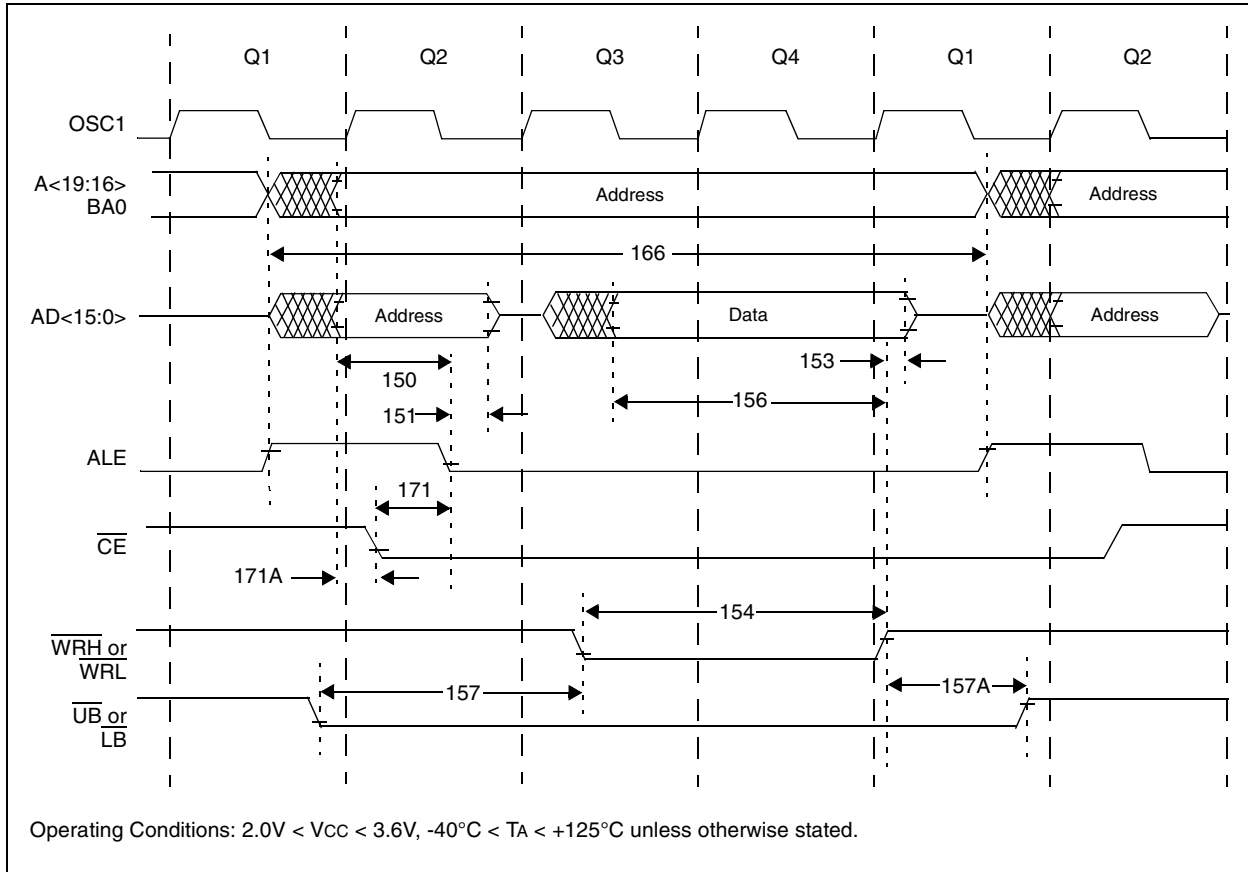 Q1 Q2 Q3 Q4 Q1 Q2
OSC1
A<19:16>
BA0
Address Address
166
AD<15:0>
Address Data Address
150
153
151
156
ALE
171
CE
171A
154
WRH or
WRL
157
157A
UB or
LB
Operating Conditions: 2.0V < VCC < 3.6V, -40°C < TA < +125°C unless otherwise stated.